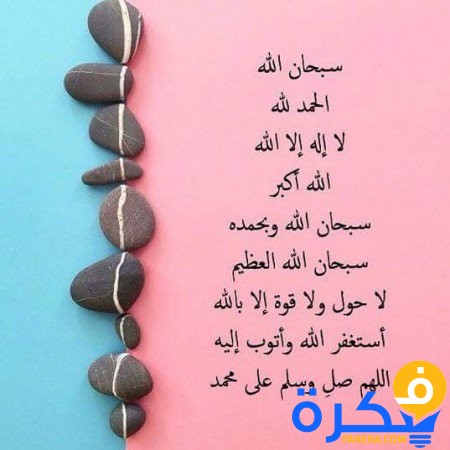 سبحان الله
الحمد لله
لا إله إلا الله
الله أكبر
سبحان الله وبحمده
سبحان الله العظيم
لا حول ولا قوة إلا بالله
أستغفر الله وأتوب إليه
اللهم صل وسلم على محمد
فكرة